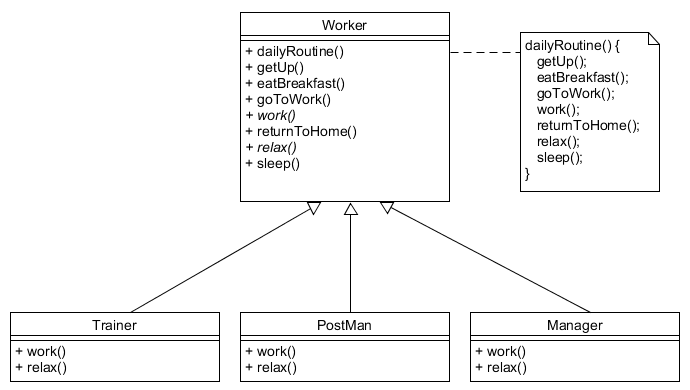 Worker
+ dailyRoutine()
+ getUp()
+ eatBreakfast()
+ goToWork()
+ work()
+ returnToHome()
+ relax()
+ sleep()
dailyRoutine() {
getUp();
eatBreakfast();
goToWork();
work();
returnToHome();
relax();
sleep();
}
Trainer
+ work()
+ relax()
PostMan
+ work()
+ relax()
Manager
+ work()
+ relax()